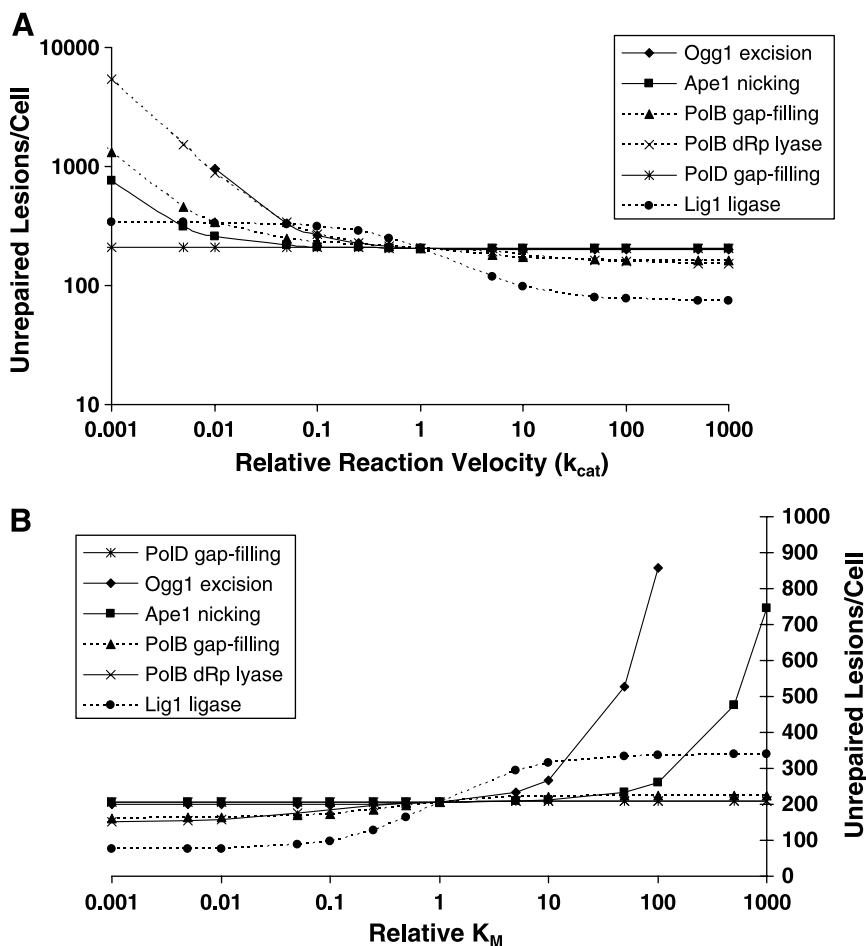 A
Unrepaired Lesions/Cell
10000
1000
100
10
0.001 0.01 0.1 1 10 100 1000
Relative Reaction Velocity (kcat)
Ogg1 excision
Ape1 nicking
PolB gap-filling
PolB dRp lyase
PolD gap-filling
Lig1 ligase
B
PolD gap-filling
Ogg1 excision
Ape1 nicking
PolB gap-filling
PolB dRp lyase
Lig1 ligase
1000
900
800
700
600
500
400
300
200
100
0
Unrepaired Lesions/Cell
0.001 0.01 0.1 1 10 100 1000
Relative KM